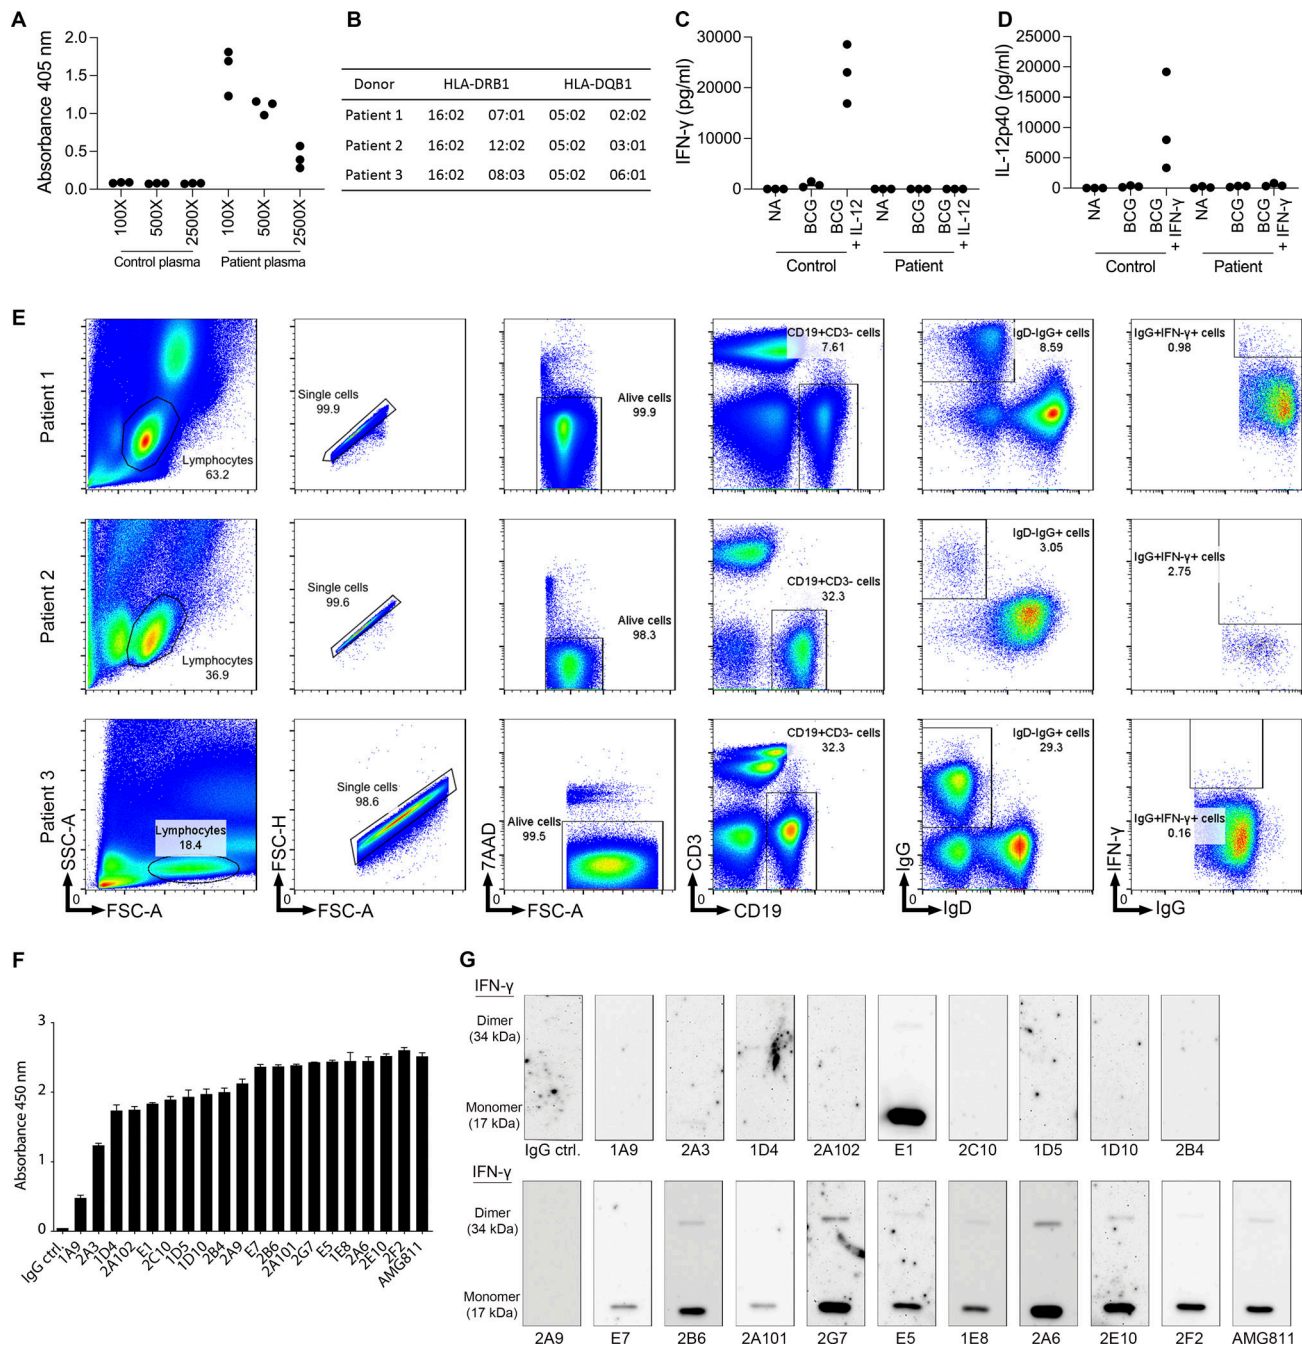 A
Absorbance 405 nm
2.0
1.5
1.0
0.5
0.0
100X
500X
2500X
100X
500X
2500X
Control plasma
Patient plasma
B
Donor HLA-DRB1 HLA-DQB1
Patient 1 16:02 07:01 05:02 02:02
Patient 2 16:02 12:02 05:02 03:01
Patient 3 16:02 08:03 05:02 06:01
C
IFN-γ (pg/ml)
30000
20000
10000
0
NA
BCG
BCG + IL-12
NA
BCG
BCG + IL-12
Control
Patient
D
IL-12p40 (pg/ml)
25000
20000
15000
10000
5000
0
NA
BCG
BCG + IFN-γ
NA
BCG
BCG + IFN-γ
Control
Patient
E
Patient 1
Lymphocytes
63.2
Single cells
99.9
Alive cells
99.9
CD19+CD3- cells
7.61
IgD-IgG+ cells
8.59
IgG+IFN-γ+ cells
0.98
Patient 2
Lymphocytes
36.9
Single cells
99.6
Alive cells
98.3
CD19+CD3- cells
32.3
IgD-IgG+ cells
3.05
IgG+IFN-γ+ cells
2.75
Patient 3
Lymphocytes
18.4
Single cells
98.6
Alive cells
99.5
CD19+CD3- cells
32.3
IgD-IgG+ cells
29.3
IgG+IFN-γ+ cells
0.16
SSC-A
0
FSC-A
FSC-H
0
FSC-A
7AAD
0
FSC-A
CD3
0
CD19
IgG
0
IgD
IFN-γ
0
IgG
F
Absorbance 450 nm
3
2
1
0
IgG ctrl.
1A9
2A3
1D4
2A102
E1
2C10
1D5
1D10
2B4
2A9
E7
2B6
2A101
2G7
E5
1E8
2A6
2E10
2F2
AMG811
G
IFN-γ
Dimer
(34 kDa)
Monomer
(17 kDa)
IgG ctrl. 1A9 2A3 1D4 2A102 E1 2C10 1D5 1D10 2B4
IFN-γ
Dimer
(34 kDa)
Monomer
(17 kDa)
2A9 E7 2B6 2A101 2G7 E5 1E8 2A6 2E10 2F2 AMG811